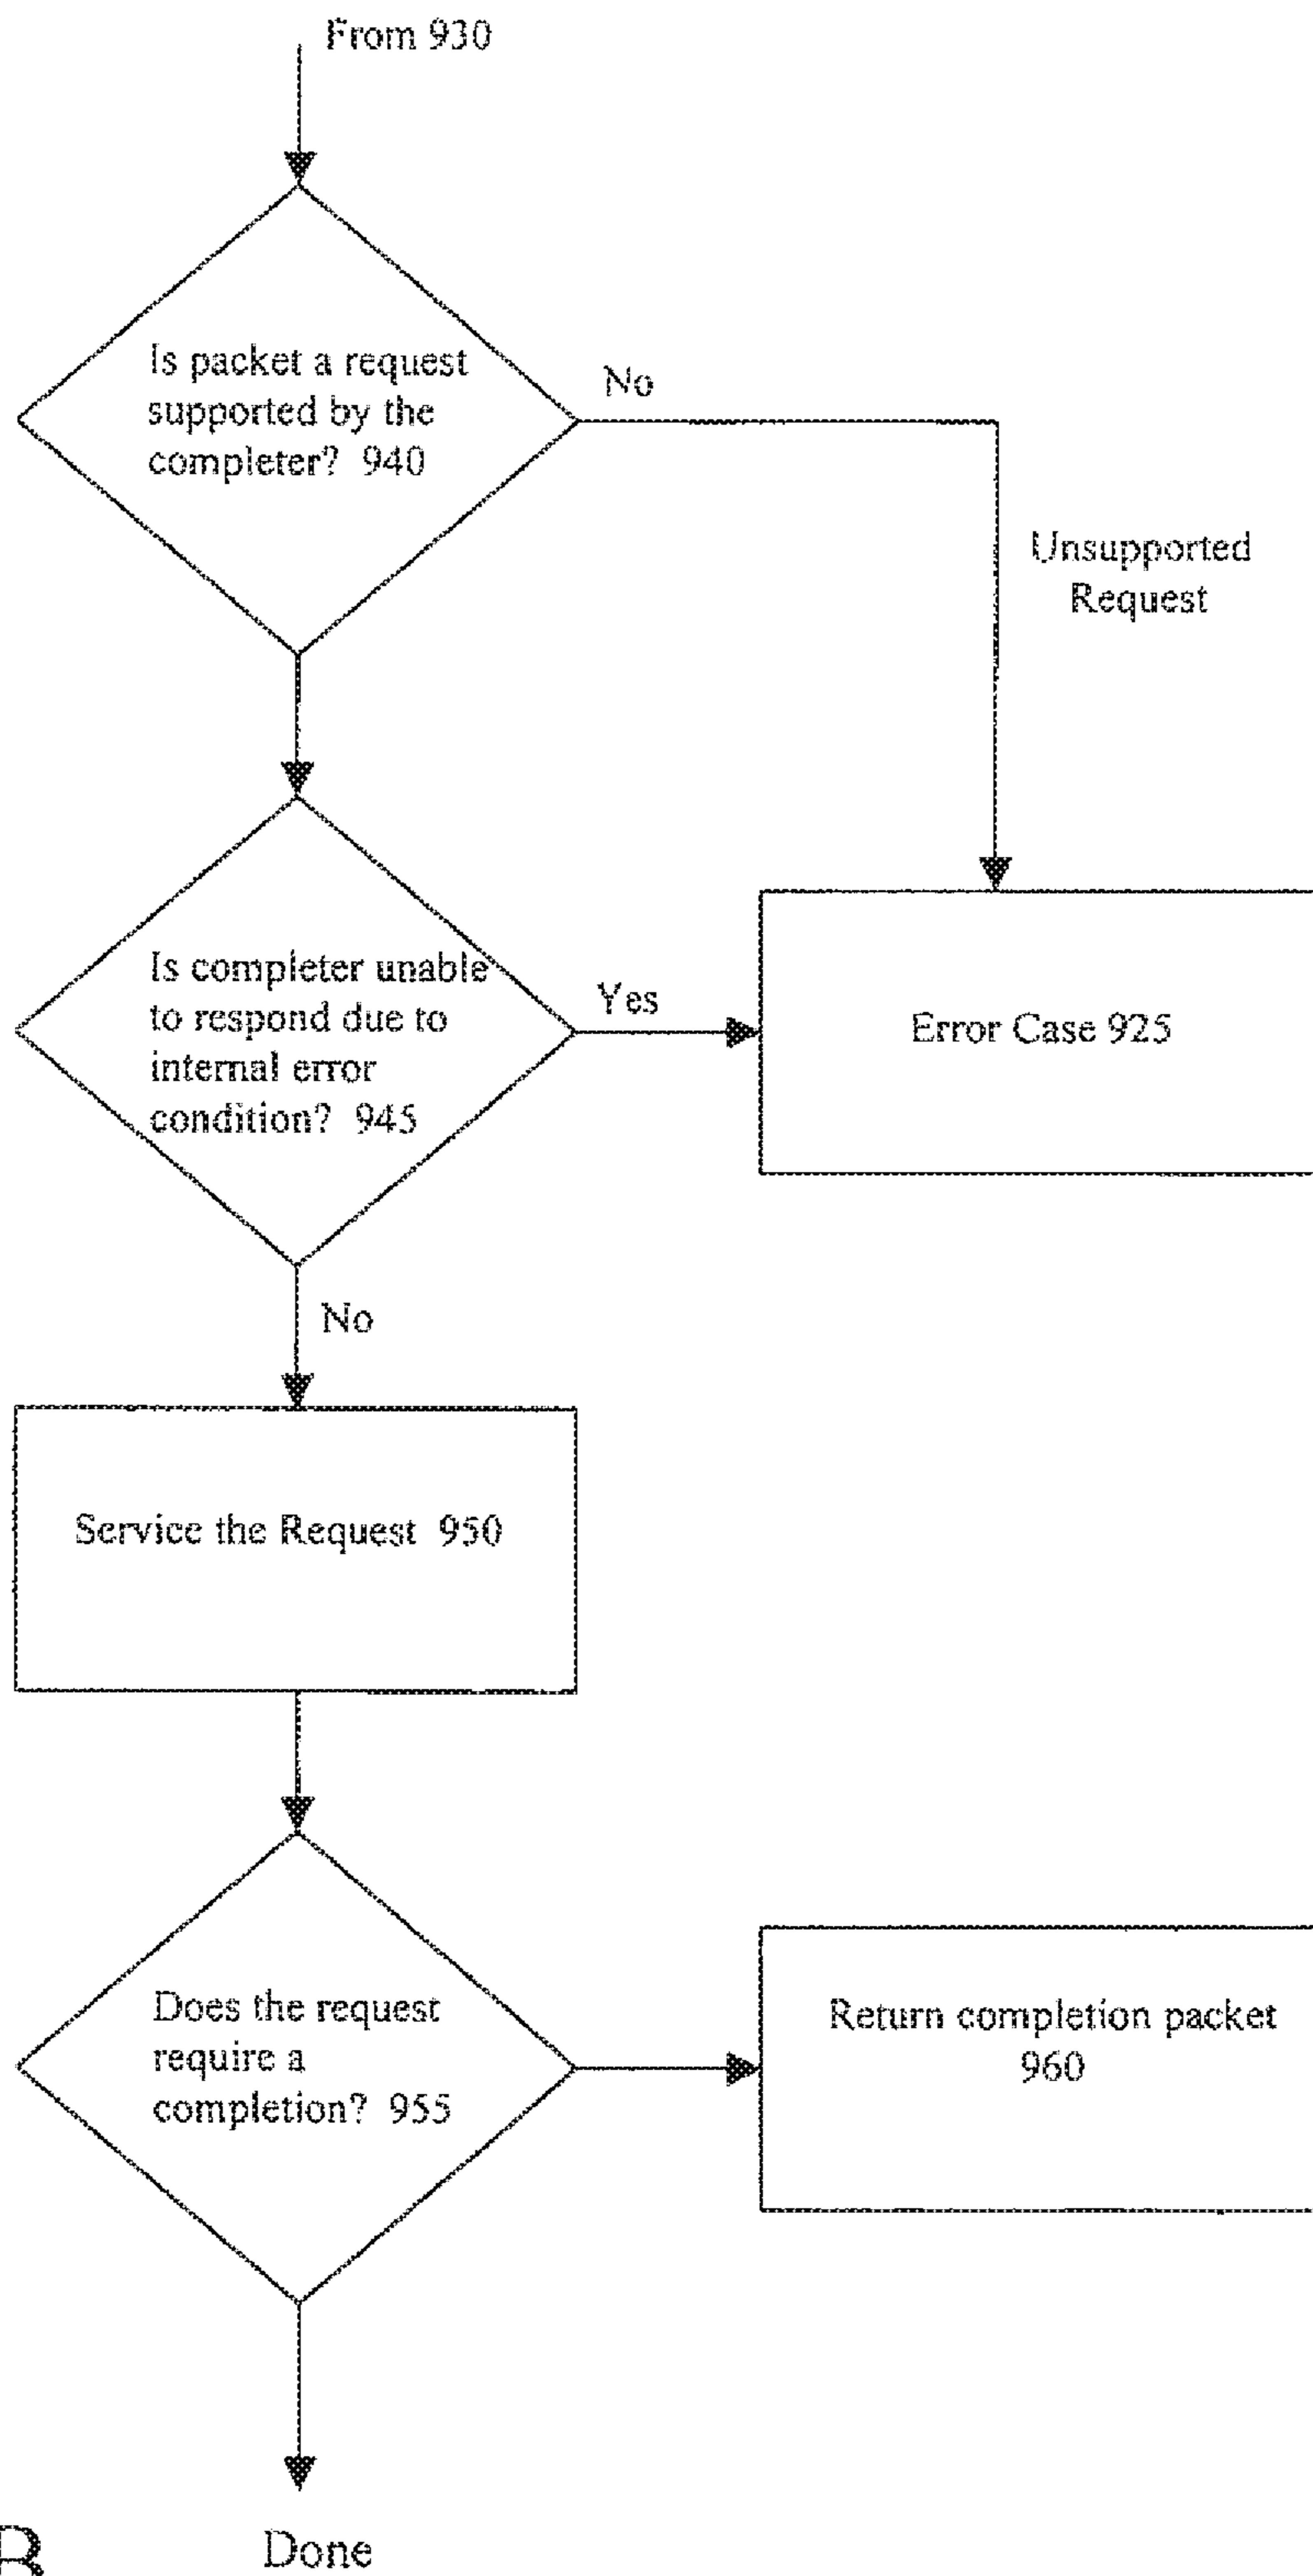 From 930
Is packet a request
supported by the
completer? 940
No
Unsupported
Request
Is completer unable
to respond due to
internal error
condition? 945
Yes
Error Case 925
No
Service the Request 950
Does the request
require a
completion? 955
Return completion packet
960
B
Done